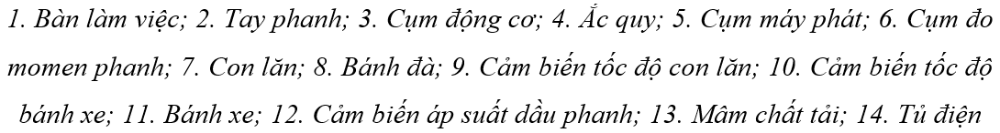 1. Bàn làm việc; 2. Tay phanh; 3. Cụm động cơ; 4. Ắc quy; 5. Cụm máy phát; 6. Cụm đo
momen phanh; 7. Con lăn; 8. Bánh đà; 9. Cảm biến tốc độ con lăn; 10. Cảm biến tốc độ
bánh xe; 11. Bánh xe; 12. Cảm biến áp suất dầu phanh; 13. Mâm chất tải; 14. Tủ điện